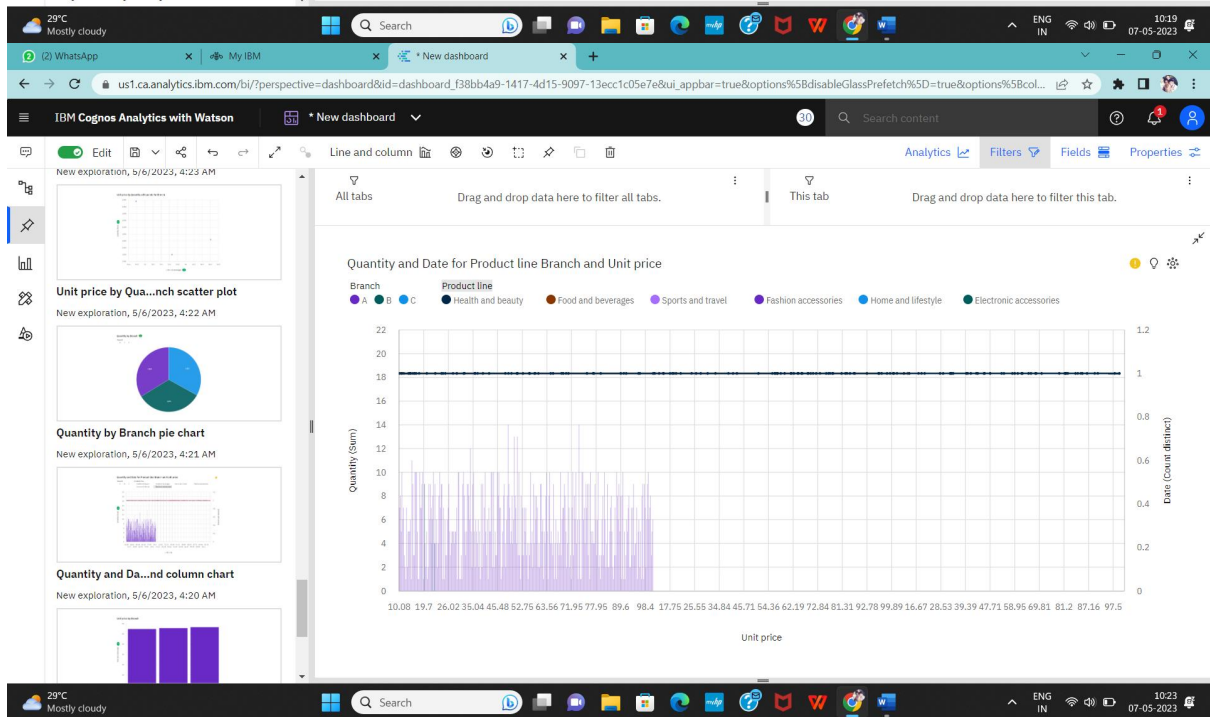 29°C
Mostly cloudy
Search
ENG
IN
10:19
07-05-2023
(2) WhatsApp
My IBM
* New dashboard
us1.ca.analytics.ibm.com/bi/?perspective=dashboard&id=dashboard_f38bb4a9-1417-4d15-9097-13ecc1c05e7e&ui_appbar=true&options%5BdisableGlassPrefetch%5D=true&options%5Bcol...
IBM Cognos Analytics with Watson
* New dashboard
30
Search content
1
Edit
Line and column
Analytics
Filters
Fields
Properties
New exploration, 5/6/2023, 4:23 AM
Unit price by Qua...nch scatter plot
New exploration, 5/6/2023, 4:22 AM
Quantity by Branch pie chart
New exploration, 5/6/2023, 4:21 AM
Quantity and Da...nd column chart
New exploration, 5/6/2023, 4:20 AM
All tabs
Drag and drop data here to filter all tabs.
This tab
Drag and drop data here to filter this tab.
Quantity and Date for Product line Branch and Unit price
Branch
Product line
A B C
Health and beauty Food and beverages Sports and travel Fashion accessories Home and lifestyle Electronic accessories
Quantity (Sum)
22
20
18
16
14
12
10
8
6
4
2
0
1.2
1
0.8
0.6
0.4
0.2
0
Date (Count distinct)
10.08 19.7 26.02 35.04 45.48 52.75 63.56 71.95 77.95 89.6 98.4 17.75 25.55 34.84 45.71 54.36 62.19 72.84 81.31 92.78 99.89 16.67 28.53 39.39 47.71 58.95 69.81 81.2 87.16 97.5
Unit price
29°C
Mostly cloudy
Search
ENG
IN
10:23
07-05-2023